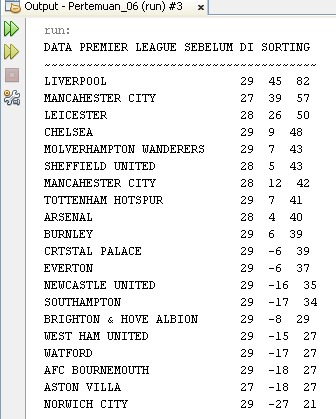 Output - Pertemuan_06 (run) #3 x
run:
DATA PREMIER LEAGUE SEBELUM DI SORTING
~~~~~~~~~~~~~~~~~~~~~~~~~~~~~~~~~~~~~~
LIVERPOOL 29 45 82
MANCAHESTER CITY 27 39 57
LEICESTER 28 26 50
CHELSEA 29 9 48
MOLVERHAMPTON WANDERERS 29 7 43
SHEFFIELD UNITED 28 5 43
MANCAHESTER CITY 28 12 42
TOTTENHAM HOTSPUR 29 7 41
ARSENAL 28 4 40
BURNLEY 29 6 39
CRTSTAL PALACE 29 -6 39
EVERTON 29 -6 37
NEWCASTLE UNITED 29 -16 35
SOUTHAMPTON 29 -17 34
BRIGHTON & HOVE ALBION 29 -8 29
WEST HAM UNITED 29 -15 27
WATFORD 29 -17 27
AFC BOURNEMOUTH 29 -18 27
ASTON VILLA 27 -18 27
NORWICH CITY 29 -27 21